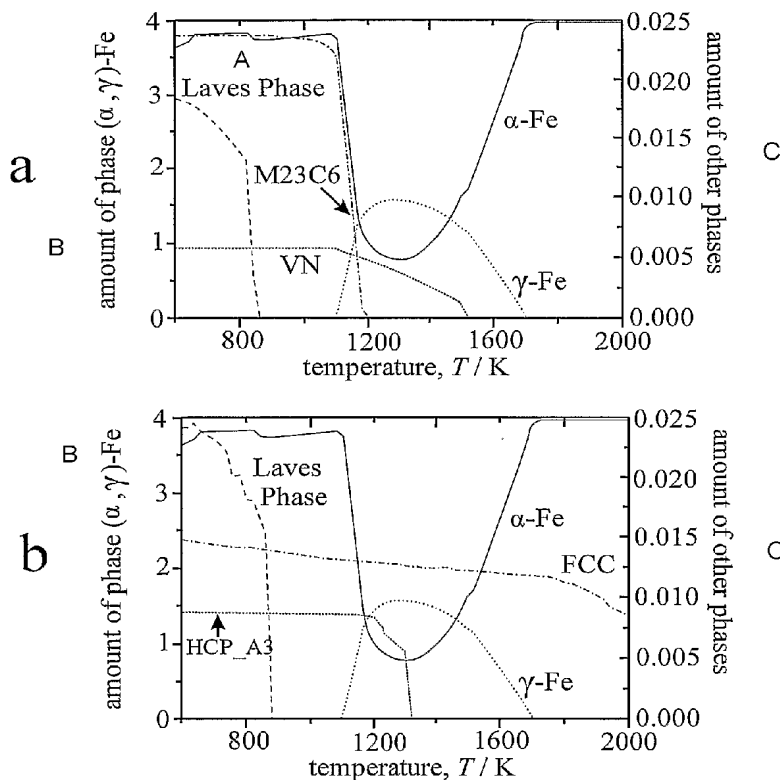 a
amount of phase (α,γ)-Fe
B
4
3
2
1
0
A
Laves Phase
M23C6
VN
α-Fe
γ-Fe
0.025
0.020
0.015
0.010
0.005
0.000
amount of other phases
C
800
1200
1600
2000
temperature, T / K
b
amount of phase (α,γ)-Fe
B
4
3
2
1
0
Laves
Phase
HCP_A3
α-Fe
FCC
γ-Fe
0.025
0.020
0.015
0.010
0.005
0.000
amount of other phases
C
800
1200
1600
2000
temperature, T / K